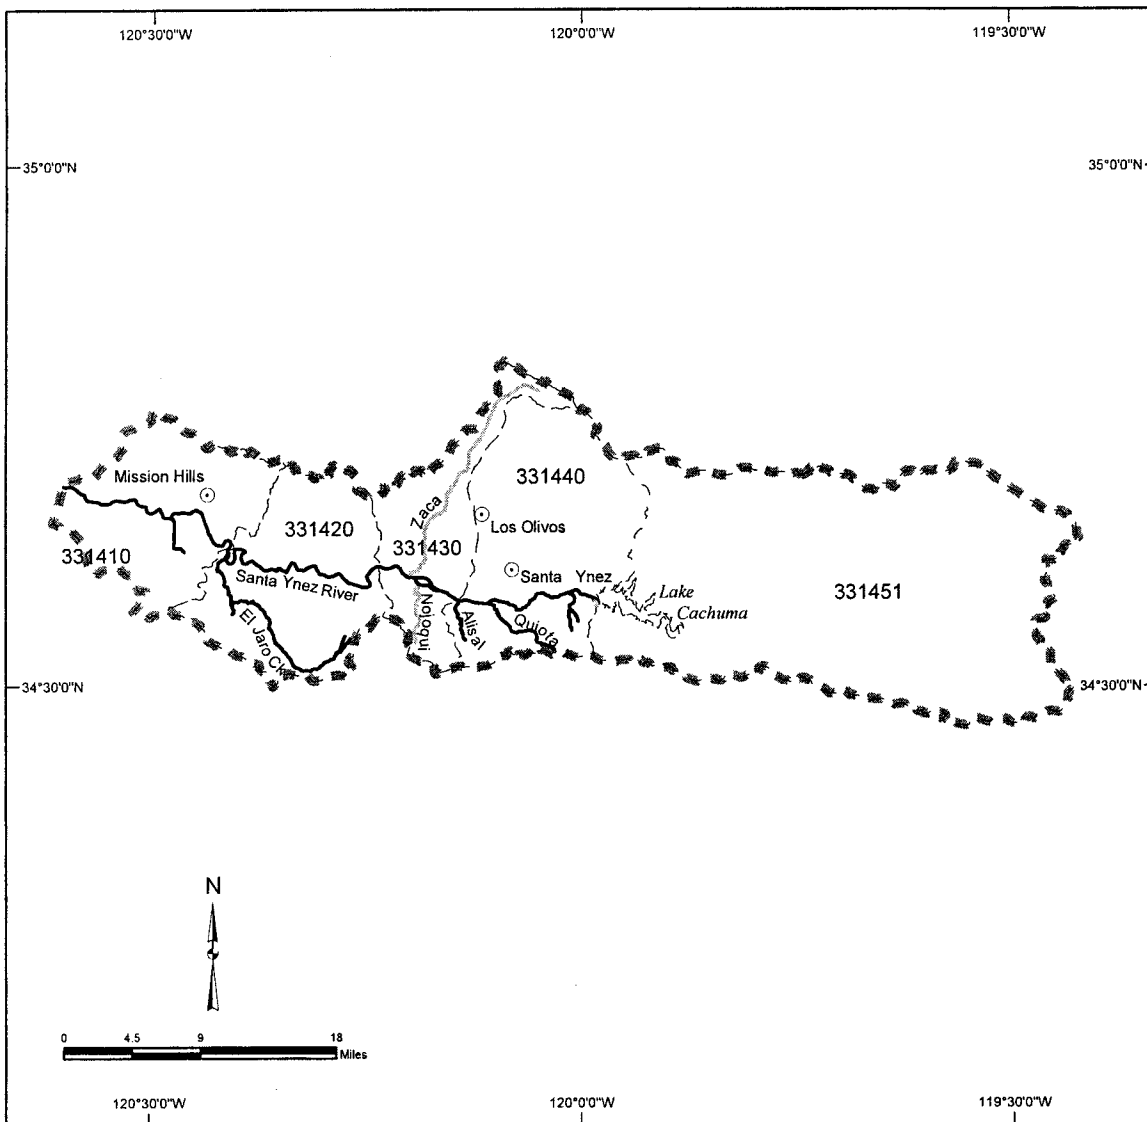 120°30'0"W
120°0'0"W
119°30'0"W
35°0'0"N
35°0'0"N
Mission Hills
331440
Zaca
Los Olivos
331420
331430
331410
Santa Ynez River
Santa Ynez
Lake
Cachuma
331451
El Jaro Ck
Nojoqui
Alisal
Quiota
34°30'0"N
34°30'0"N
N
0 4.5 9 18
Miles
120°30'0"W
120°0'0"W
119°30'0"W